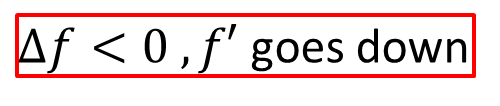 Δ𝑓 < 0 , 𝑓′ goes down